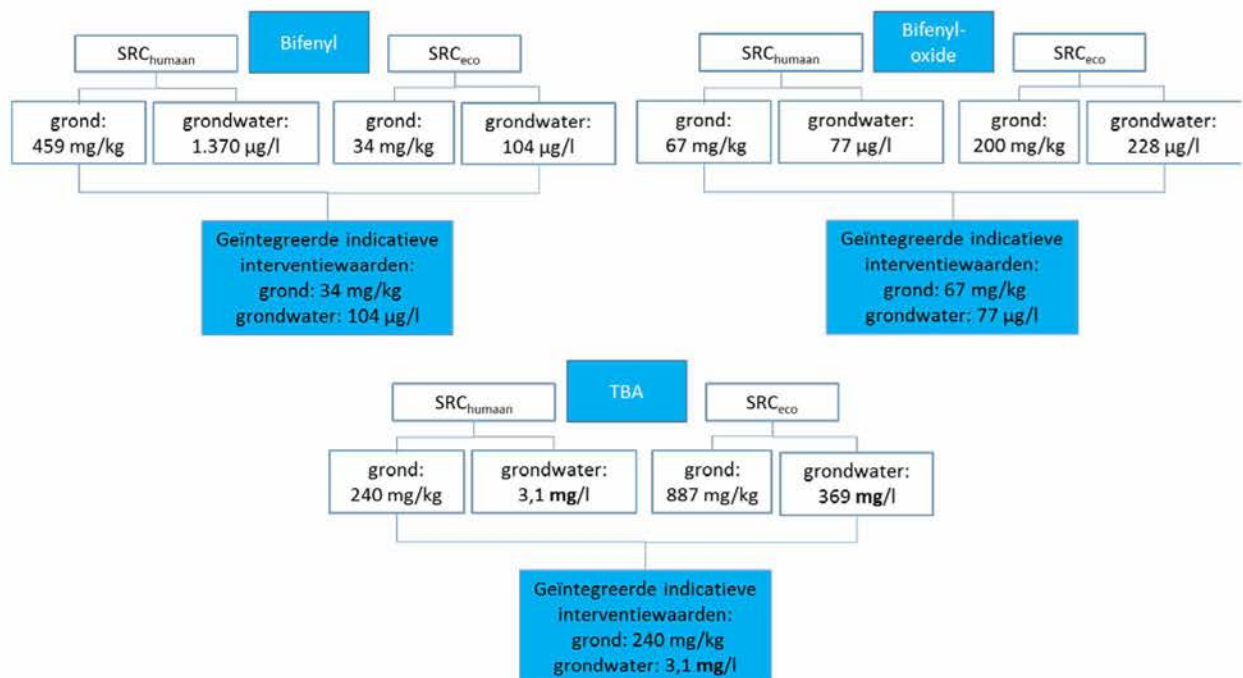 Bifenyl
SRChumaan
SRCeco
grond:
459 mg/kg
grondwater:
1.370 µg/l
grond:
34 mg/kg
grondwater:
104 µg/l
Geïntegreerde indicatieve
interventiewaarden:
grond: 34 mg/kg
grondwater: 104 µg/l
Bifenyl-
oxide
SRChumaan
SRCeco
grond:
67 mg/kg
grondwater:
77 µg/l
grond:
200 mg/kg
grondwater:
228 µg/l
Geïntegreerde indicatieve
interventiewaarden:
grond: 67 mg/kg
grondwater: 77 µg/l
TBA
SRChumaan
SRCeco
grond:
240 mg/kg
grondwater:
3,1 mg/l
grond:
887 mg/kg
grondwater:
369 mg/l
Geïntegreerde indicatieve
interventiewaarden:
grond: 240 mg/kg
grondwater: 3,1 mg/l